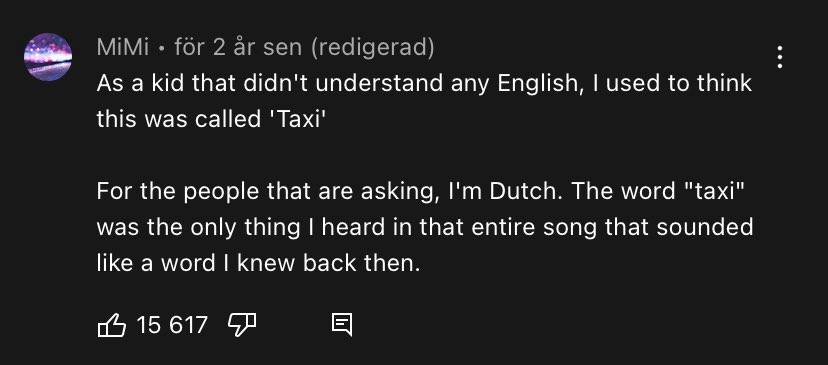 MiMi • för 2 år sen (redigerad)
As a kid that didn't understand any English, I used to think
this was called 'Taxi'
For the people that are asking, I'm Dutch. The word "taxi"
was the only thing I heard in that entire song that sounded
like a word I knew back then.
15 617